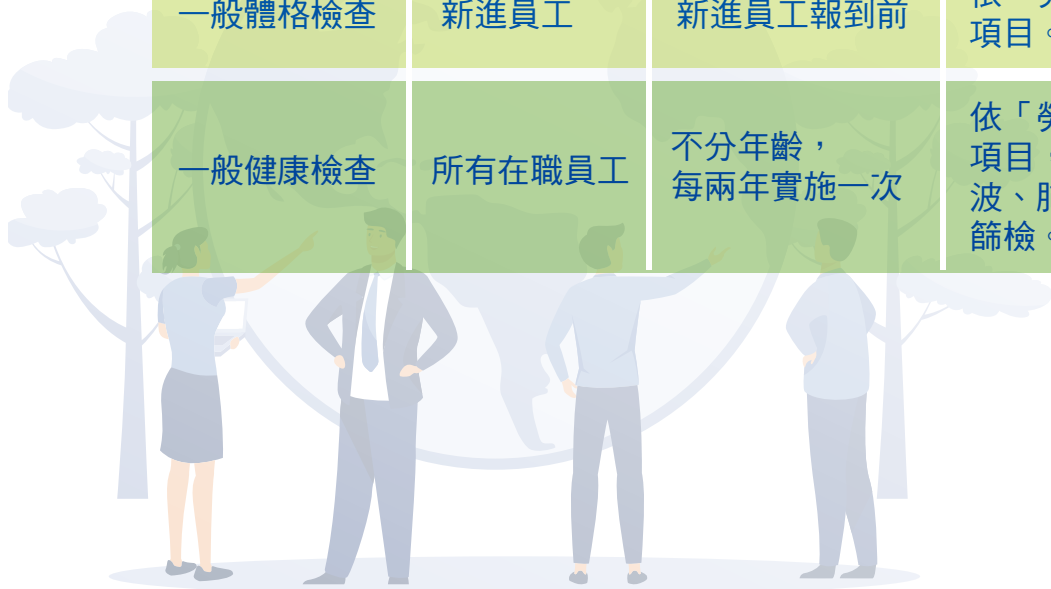 一般體格檢查
新進員工
新進員工報到前
項目。
一般健康檢查
所有在職員工
不分年齡，
每兩年實施一次
依「勞
項目
波、
篩檢。